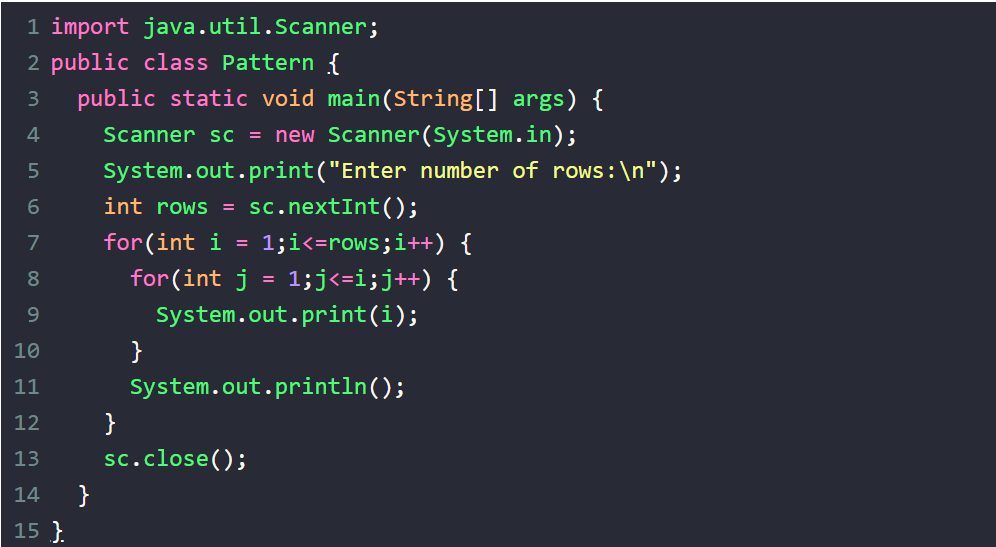 1 import java.util.Scanner;
2 public class Pattern {
3   public static void main(String[] args) {
4     Scanner sc = new Scanner(System.in);
5     System.out.print("Enter number of rows:\n");
6     int rows = sc.nextInt();
7     for(int i = 1;i<=rows;i++) {
8       for(int j = 1;j<=i;j++) {
9         System.out.print(i);
10       }
11       System.out.println();
12     }
13     sc.close();
14   }
15 }